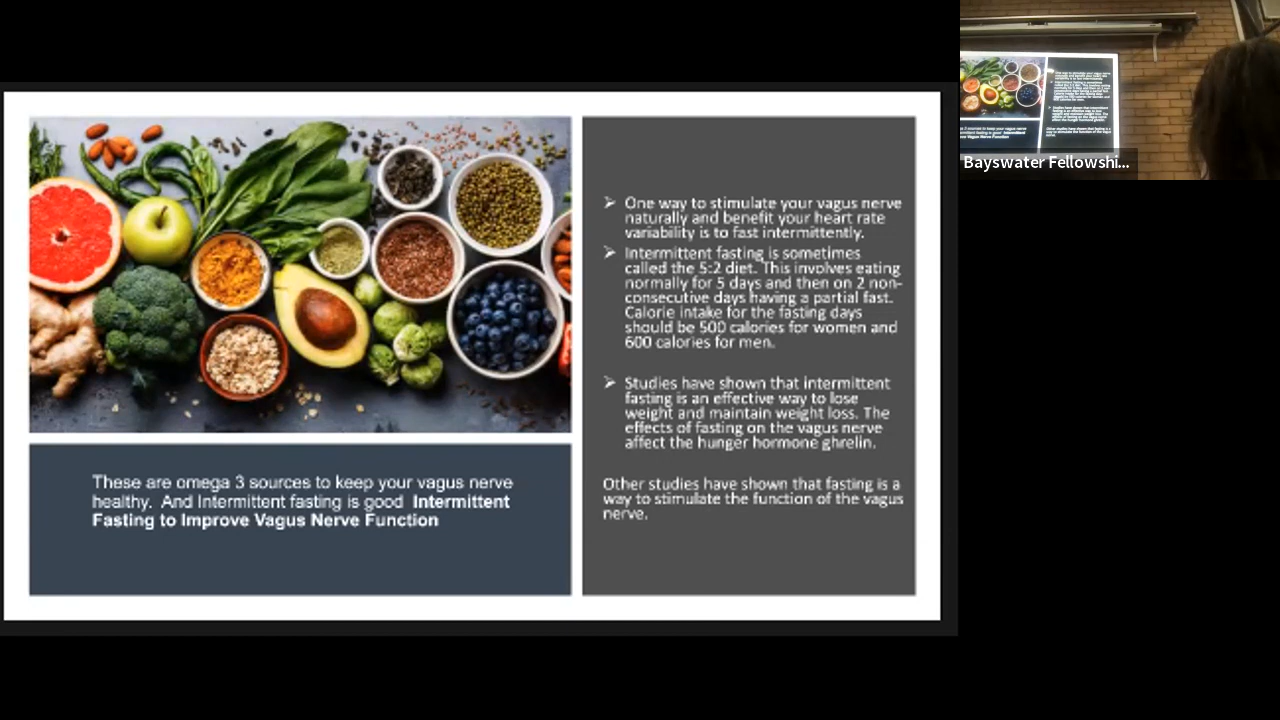 These are omega 3 sources to keep your vagus nerve
healthy.  And Intermittent fasting is good  Intermittent
Fasting to Improve Vagus Nerve Function
➢ One way to stimulate your vagus nerve
naturally and benefit your heart rate
variability is to fast intermittently.
➢ Intermittent fasting is sometimes
called the 5:2 diet. This involves eating
normally for 5 days and then on 2 non-
consecutive days having a partial fast.
Calorie intake for the fasting days
should be 500 calories for women and
600 calories for men.
➢ Studies have shown that intermittent
fasting is an effective way to lose
weight and maintain weight loss. The
effects of fasting on the vagus nerve
affect the hunger hormone ghrelin.
Other studies have shown that fasting is a
way to stimulate the function of the vagus
nerve.
Bayswater Fellowshi...